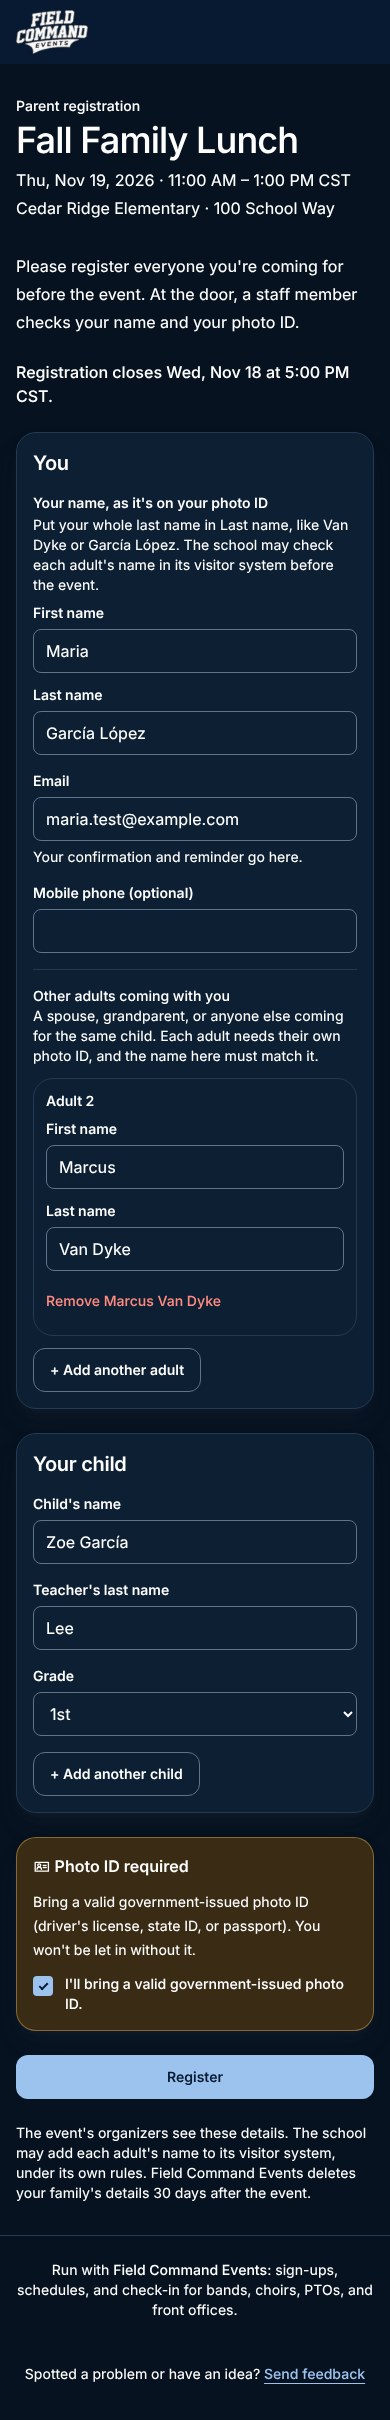 FIELD
COMMAND
EVENTS
Parent registration
Fall Family Lunch
Thu, Nov 19, 2026 · 11:00 AM – 1:00 PM CST
Cedar Ridge Elementary · 100 School Way
Please register everyone you're coming for
before the event. At the door, a staff member
checks your name and your photo ID.
Registration closes Wed, Nov 18 at 5:00 PM
CST.
You
Your name, as it's on your photo ID
Put your whole last name in Last name, like Van
Dyke or García López. The school may check
each adult's name in its visitor system before
the event.
First name
Maria
Last name
García López
Email
maria.test@example.com
Your confirmation and reminder go here.
Mobile phone (optional)
Other adults coming with you
A spouse, grandparent, or anyone else coming
for the same child. Each adult needs their own
photo ID, and the name here must match it.
Adult 2
First name
Marcus
Last name
Van Dyke
Remove Marcus Van Dyke
+ Add another adult
Your child
Child's name
Zoe García
Teacher's last name
Lee
Grade
1st
+ Add another child
Photo ID required
Bring a valid government-issued photo ID
(driver's license, state ID, or passport). You
won't be let in without it.
I'll bring a valid government-issued photo
ID.
Register
The event's organizers see these details. The school
may add each adult's name to its visitor system,
under its own rules. Field Command Events deletes
your family's details 30 days after the event.
Run with Field Command Events: sign-ups,
schedules, and check-in for bands, choirs, PTOs, and
front offices.
Spotted a problem or have an idea? Send feedback